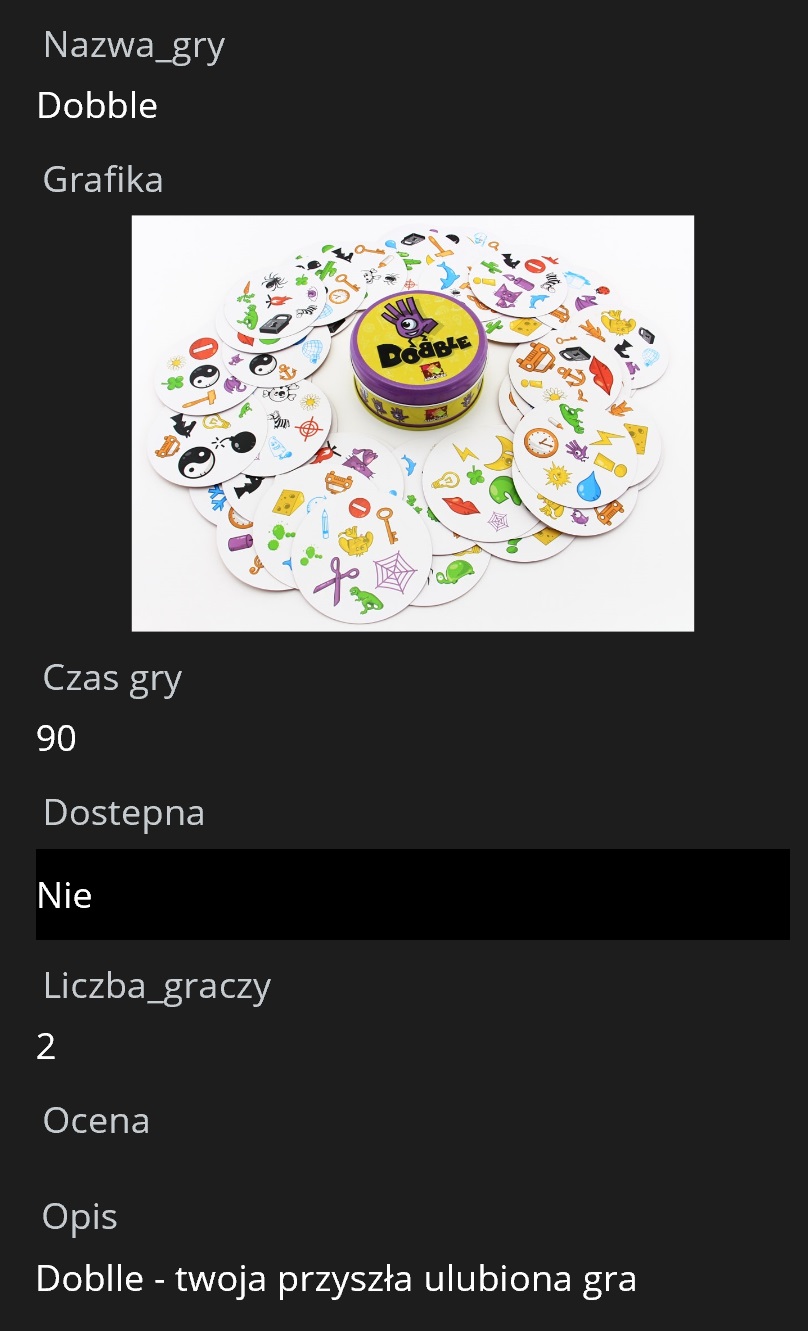 Nazwa_gry
Dobble
Grafika
DOBBLE
Czas gry
90
Dostepna
Nie
Liczba_graczy
2
Ocena
Opis
Doblle - twoja przyszła ulubiona gra